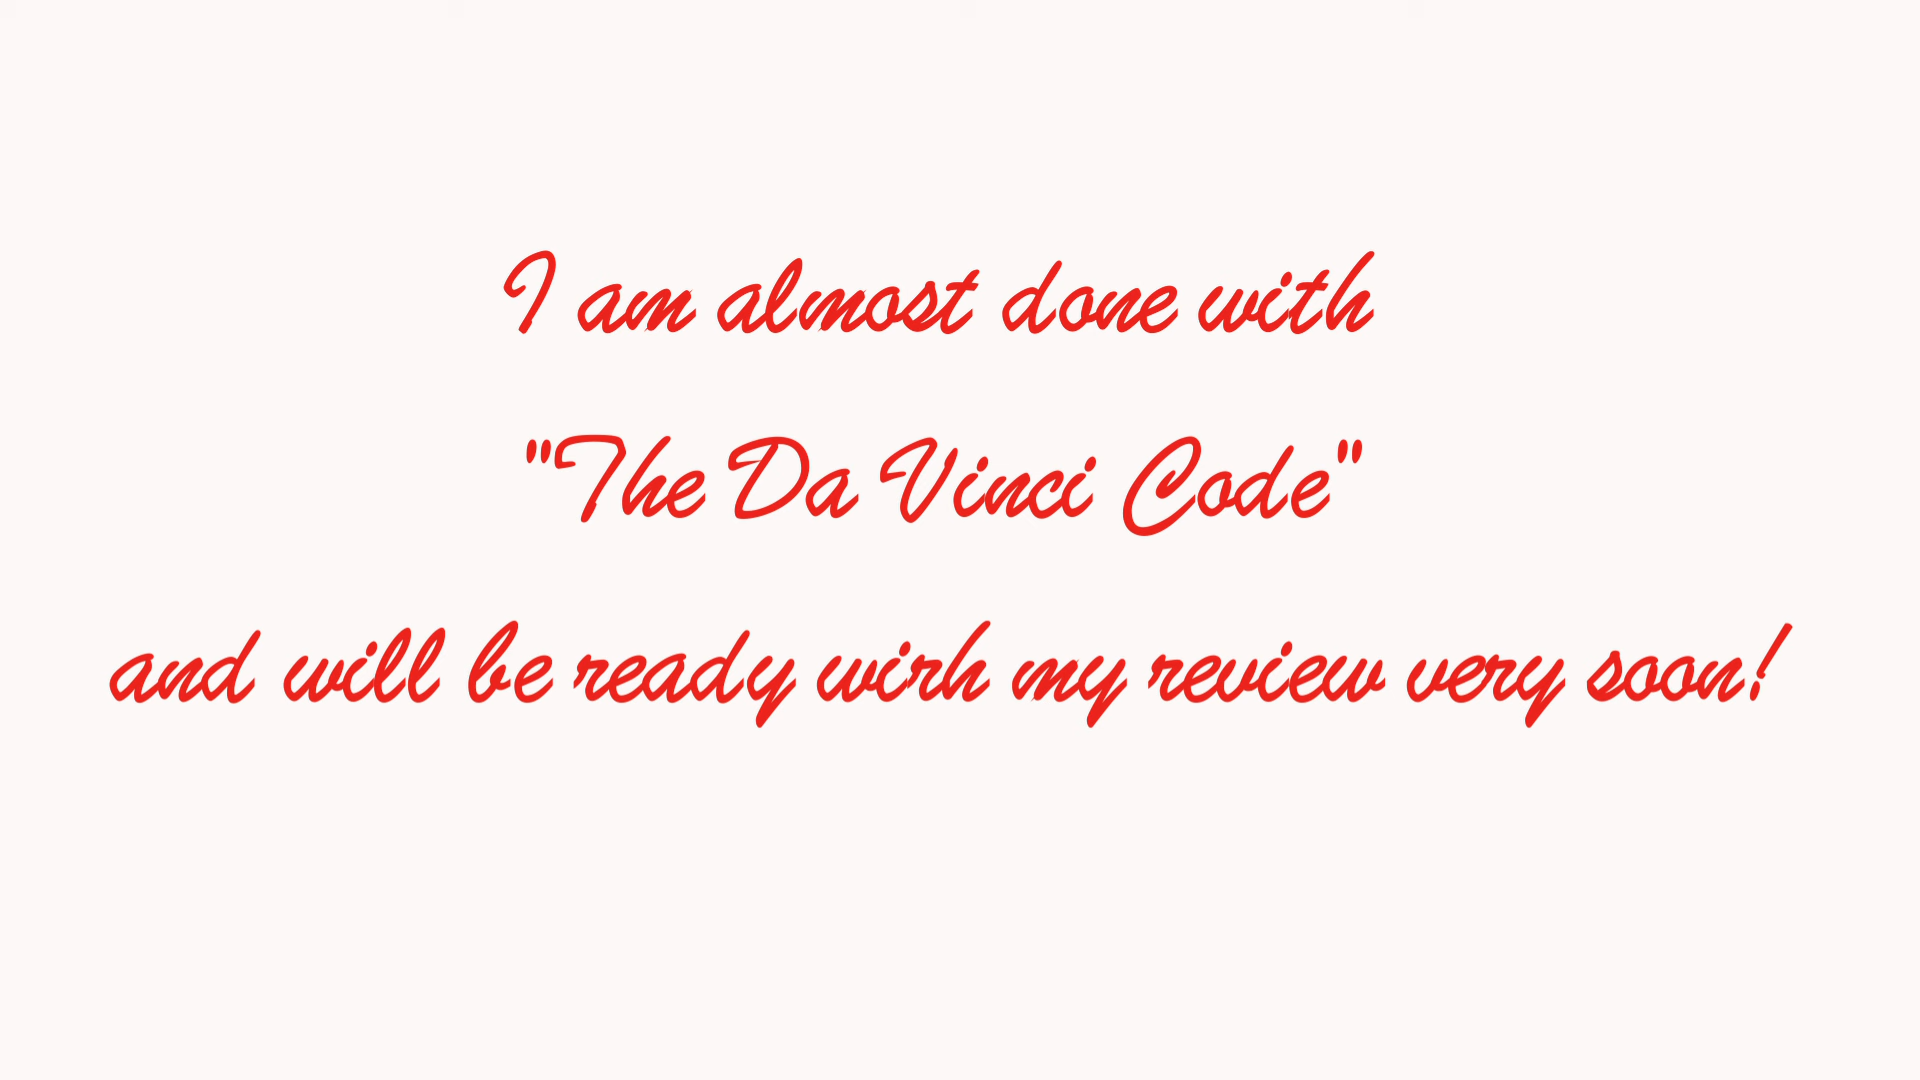 I am almost done with
"The Da Vinci Code"
and will be ready wirh my review very soon!